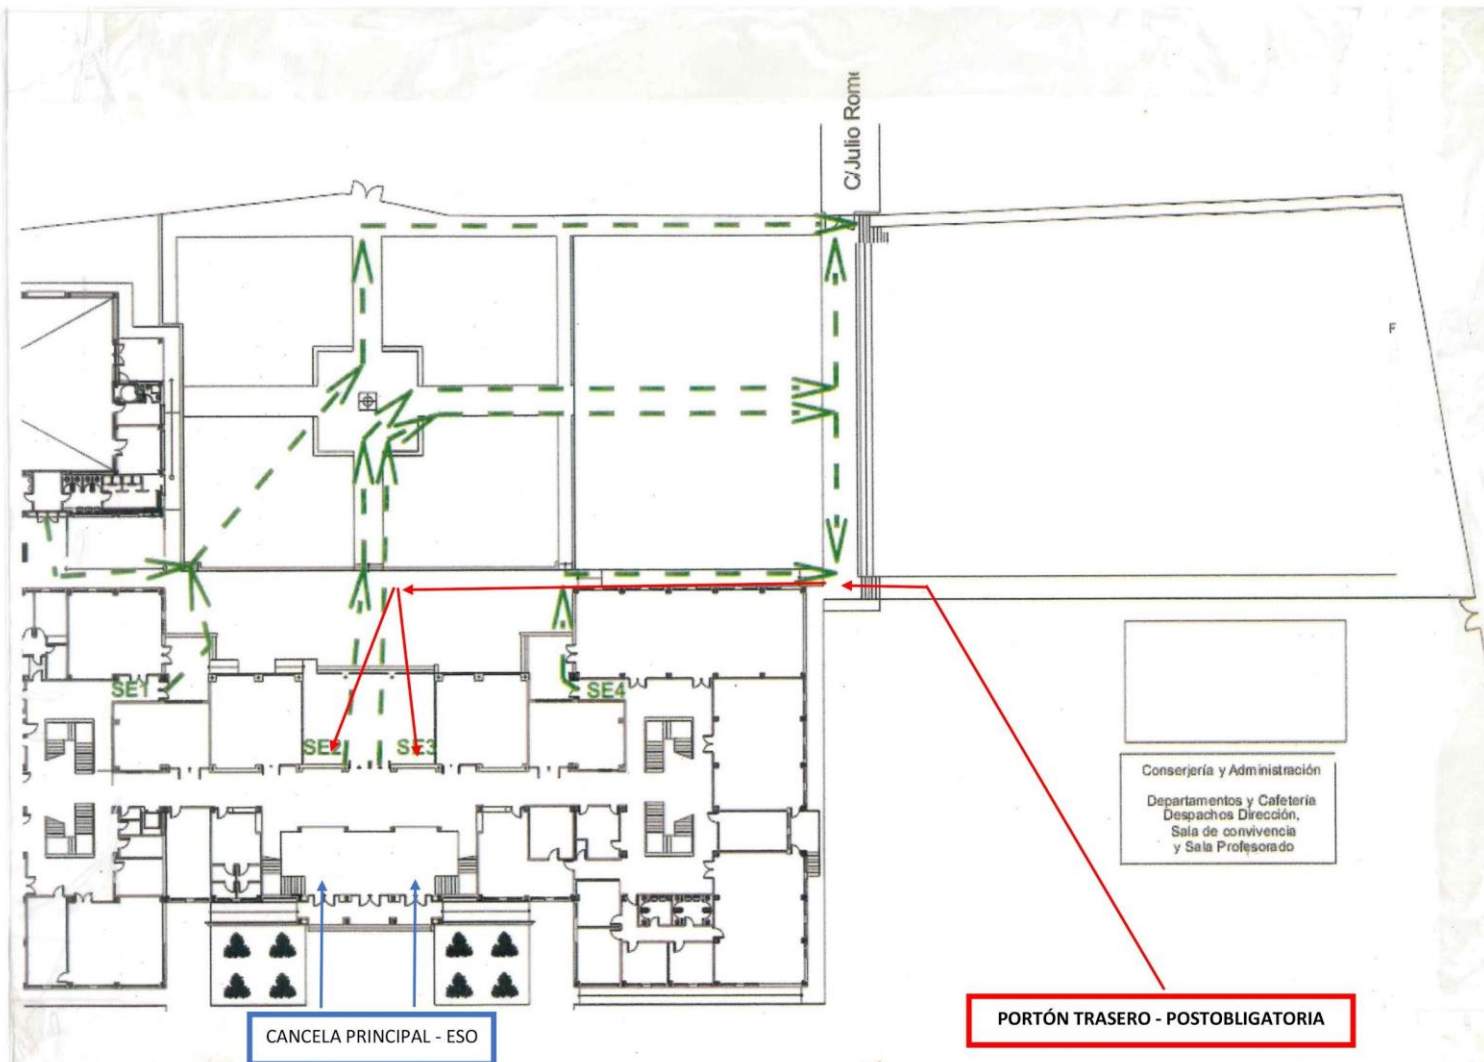 C/Julio Rome
F
SE1
SE4
SE2
SE3
Conserjería y Administración
Departamentos y Cafetería
Despachos Dirección,
Sala de convivencia
y Sala Profesorado
CANCELA PRINCIPAL - ESO
PORTÓN TRASERO - POSTOBLIGATORIA